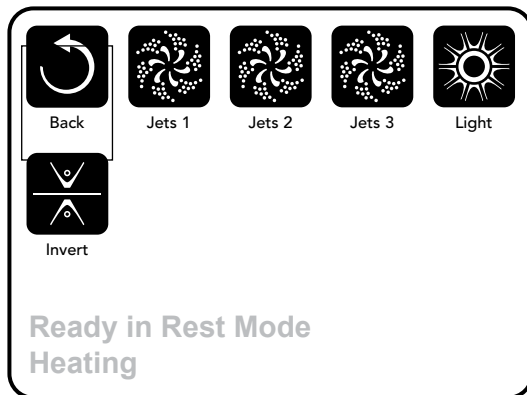 Back
Jets 1
Jets 2
Jets 3
Light
Invert
Ready in Rest Mode
Heating